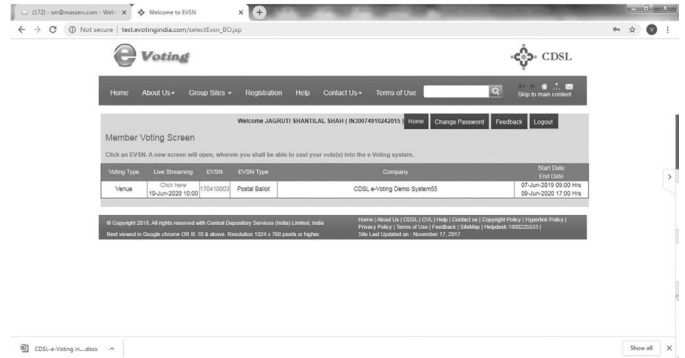 (172) - sm@masserv.com - Web
Welcome to EVSN
Not secure | test.evotingindia.com/selectEvsn_BO.jsp
e Voting
CDSL
Home About Us Group Sites Registration Help Contact Us Terms of Use
Skip to main content
Welcome JAGRUTI SHANTILAL SHAH ( IN30074910242015 ) Home Change Password Feedback Logout
Member Voting Screen
Click an EVSN. A new screen will open, wherein you shall be able to cast your vote(s) into the e-Voting system.
Voting Type Live Streaming EVSN EVSN Type Company Start Date
End Date
Venue Click here 170410003 Postal Ballot CDSL e-Voting Demo System55 07-Jun-2019 09:00 Hrs
10-Jun-2020 10:00 09-Jun-2020 17:00 Hrs
© Copyright 2018. All rights reserved with Central Depository Services (India) Limited, India
Best viewed in Google chrome OR IE 10 & above. Resolution 1024 x 768 pixels or higher.
Home | About Us | CDSL | CVL | Help | Contact us | Copyright Policy | Hyperlink Policy |
Privacy Policy | Terms of Use | Feedback | SiteMap | Helpdesk:1800225533 |
Site Last Updated on : November 17, 2017
CDSL-e-Voting in....docx
Show all